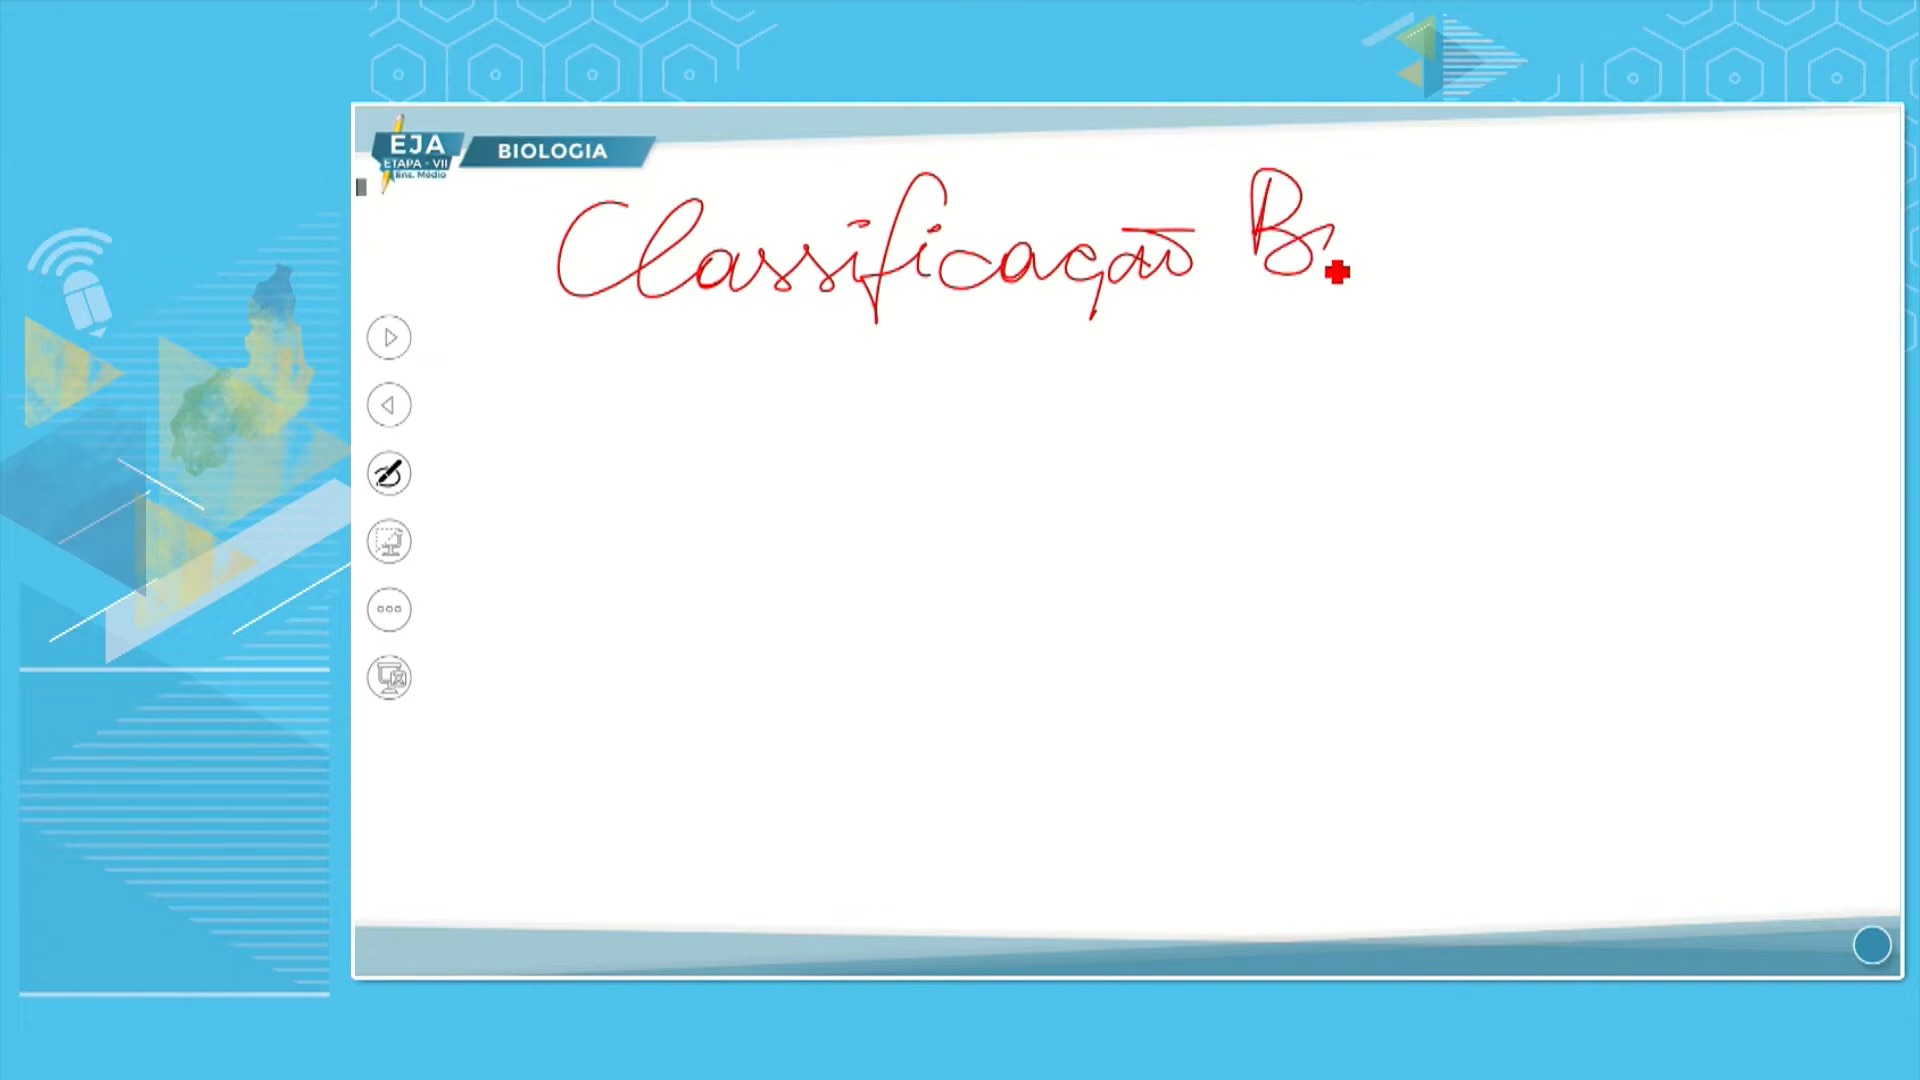 EJA
ETAPA - VII
Ens. Médio
BIOLOGIA
Classificação